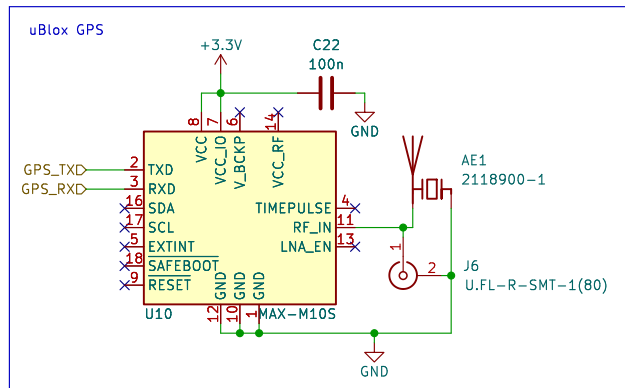 uBlox GPS
+3.3V
C22
100n
GND
8
7
6
14
VCC
VCC_IO
V_BCKP
VCC_RF
AE1
2118900-1
GPS_TX
2
TXD
GPS_RX
3
RXD
16
SDA
TIMEPULSE
4
17
SCL
RF_IN
11
5
EXTINT
LNA_EN
13
1
18
SAFEBOOT
2
J6
9
RESET
U.FL-R-SMT-1(80)
GND
GND
GND
U10
12
10
1
MAX-M10S
GND